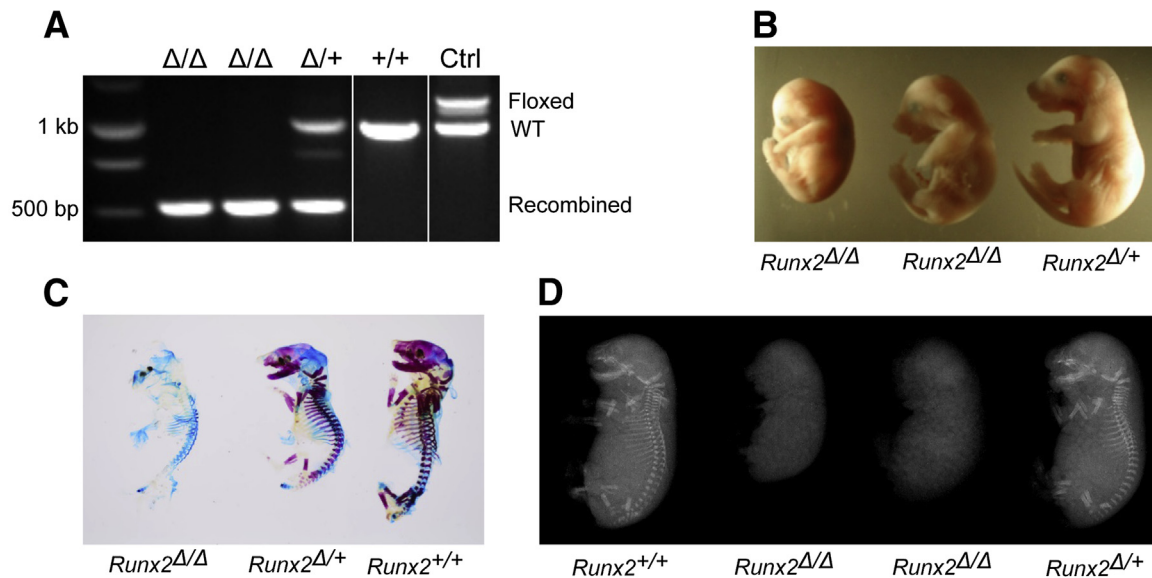 A
Δ/Δ Δ/Δ Δ/+ +/+ Ctrl
Floxed
1 kb WT
500 bp Recombined
B
Runx2Δ/Δ Runx2Δ/Δ Runx2Δ/+
C
Runx2Δ/Δ Runx2Δ/+ Runx2+/+
D
Runx2+/+ Runx2Δ/Δ Runx2Δ/Δ Runx2Δ/+